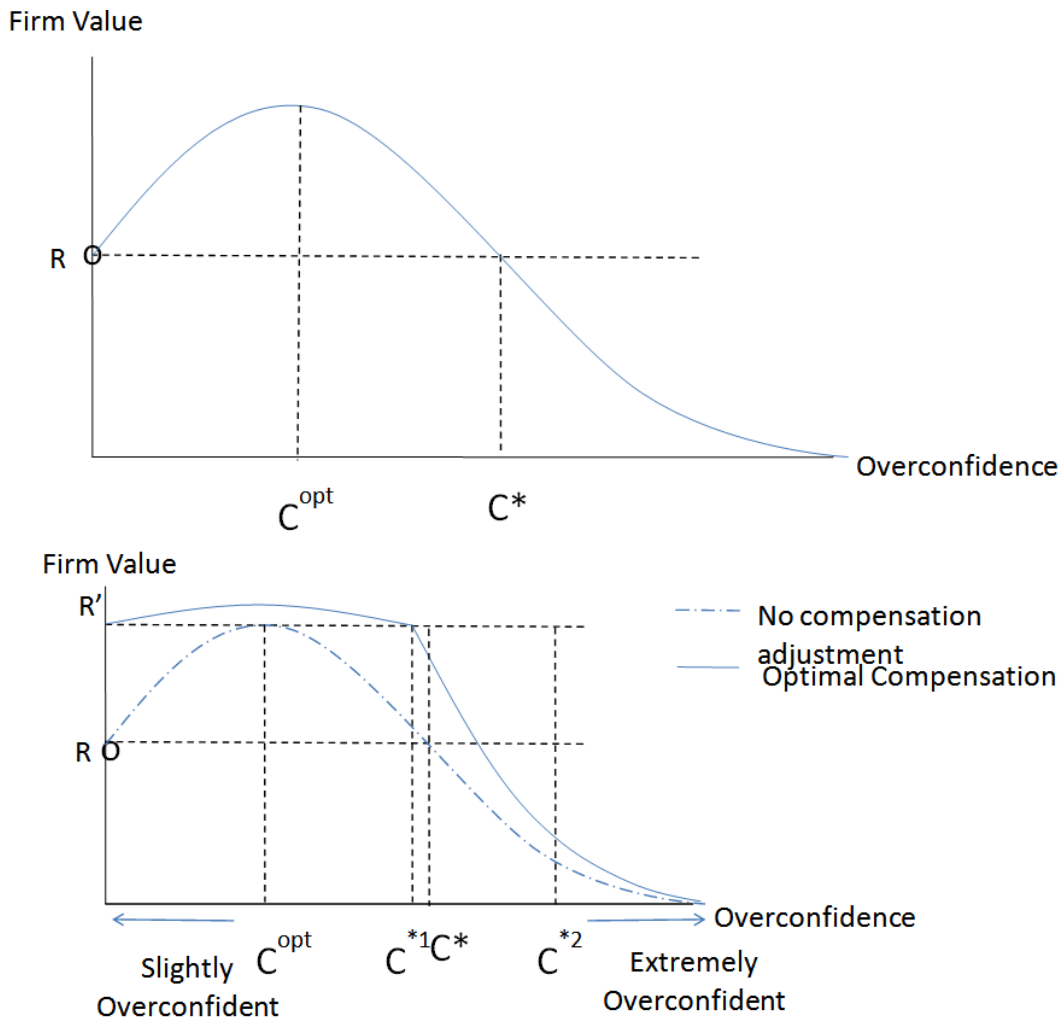 Firm Value
R O
Overconfidence
C^opt C*
Firm Value
R’
No compensation
adjustment
Optimal Compensation
R O
Overconfidence
C^opt C^*1 C* C^*2
Slightly
Overconfident
Extremely
Overconfident